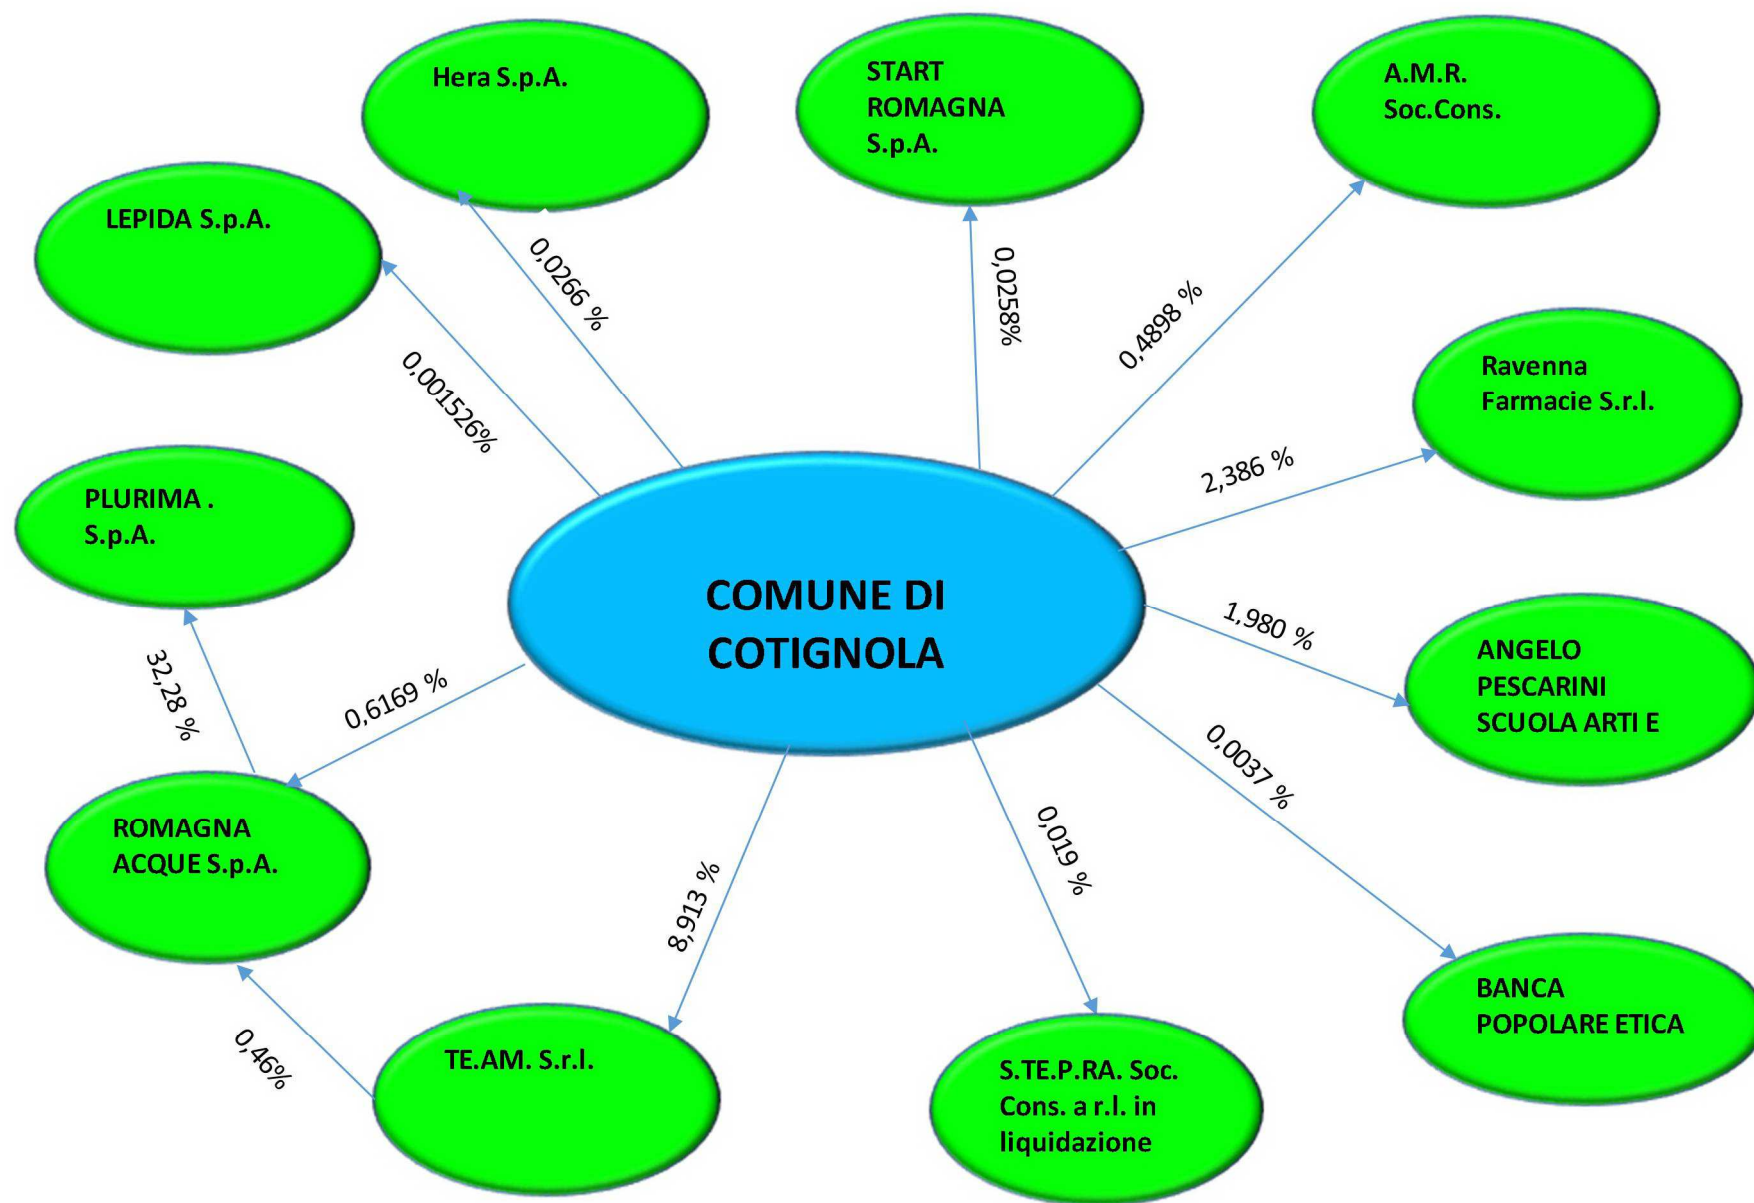 Hera S.p.A.
START
ROMAGNA
S.p.A.
A.M.R.
Soc.Cons.
LEPIDA S.p.A.
0,0266 %
0,0258%
0,4898 %
0,001526%
Ravenna
Farmacie S.r.l.
2,386 %
PLURIMA .
S.p.A.
COMUNE DI
COTIGNOLA
1,980 %
ANGELO
PESCARINI
SCUOLA ARTI E
32,28 %
0,6169 %
0,0037 %
ROMAGNA
ACQUE S.p.A.
8,913 %
0,019 %
BANCA
POPOLARE ETICA
0,46%
TE.AM. S.r.l.
S.TE.P.RA. Soc.
Cons. a r.l. in
liquidazione